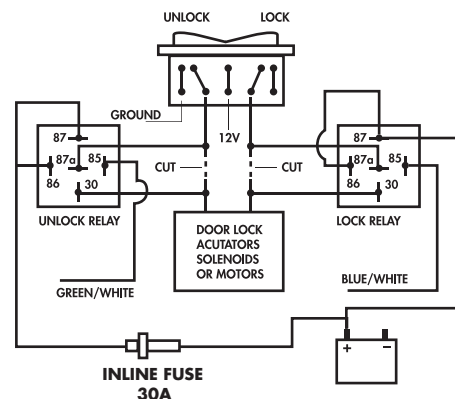 UNLOCK LOCK
GROUND 12V
87 87
87a 85 87a 85
86 30 86 30
CUT CUT
UNLOCK RELAY LOCK RELAY
DOOR LOCK
ACUTATORS
SOLENOIDS
OR MOTORS
GREEN/WHITE BLUE/WHITE
+ −
INLINE FUSE
30A